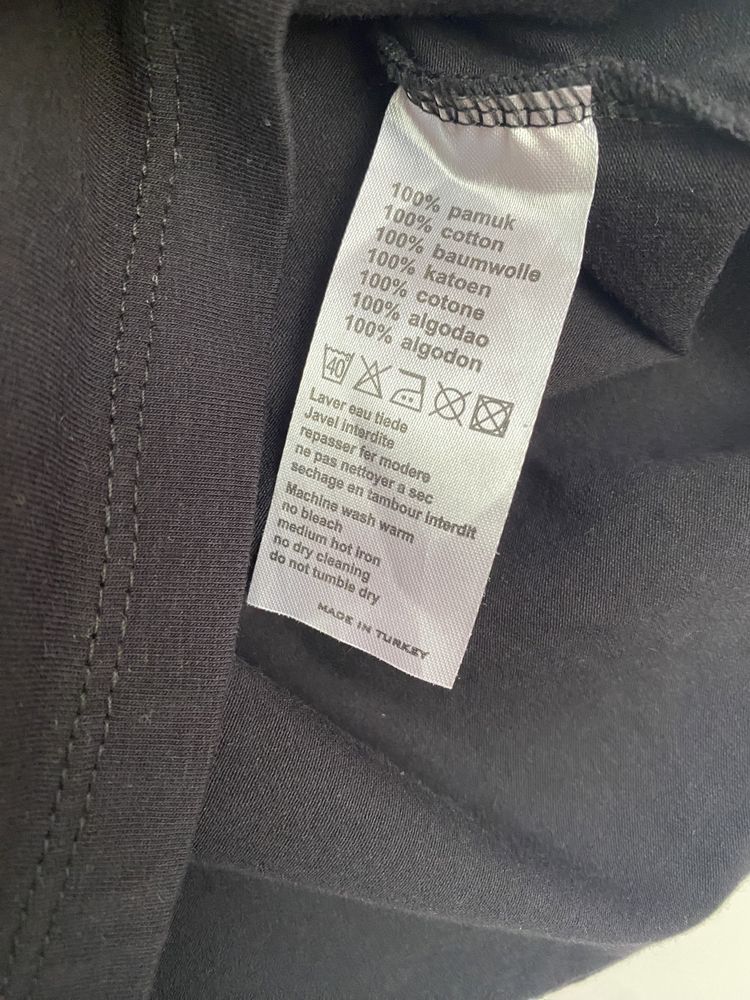 100% pamuk
100% cotton
100% baumwolle
100% katoen
100% cotone
100% algodao
100% algodon
40
Laver eau tiede
Javel interdite
repasser fer modere
ne pas nettoyer a sec
sechage en tambour interdit
Machine wash warm
no bleach
medium hot iron
no dry cleaning
do not tumble dry
MADE IN TURKEY